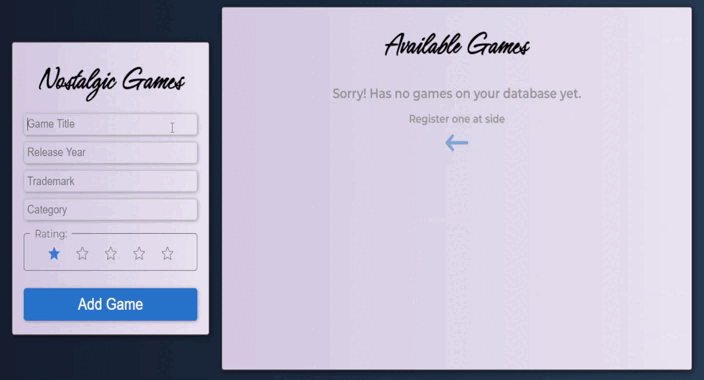 Nostalgic Games
Game Title
Release Year
Trademark
Category
Rating:
Add Game
Available Games
Sorry! Has no games on your database yet.
Register one at side